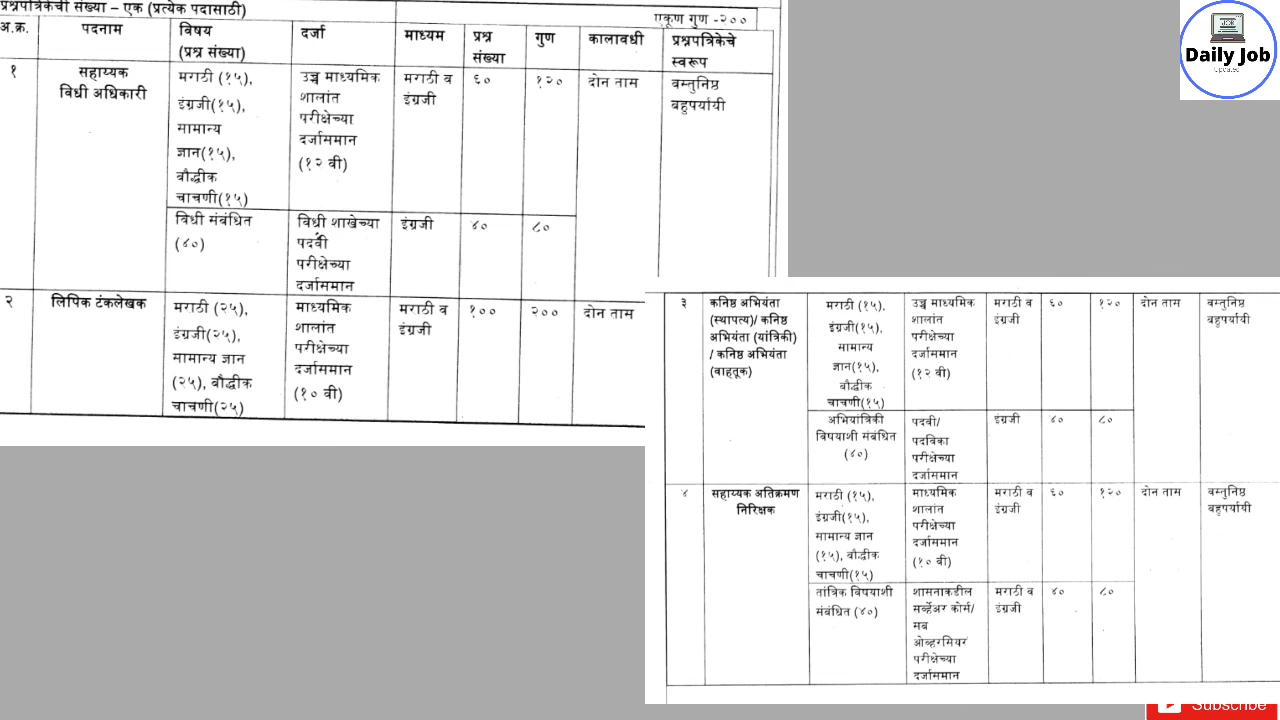 प्रश्नपत्रिकेची संख्या – एक (प्रत्येक पदासाठी)
एकूण गुण -२००
अ.क्र. पदनाम विषय (प्रश्न संख्या) दर्जा माध्यम प्रश्न संख्या गुण कालावधी प्रश्नपत्रिकेचे स्वरूप
१
सहाय्यक
विधी अधिकारी
मराठी (१५),
इंग्रजी(१५),
सामान्य
ज्ञान(१५),
बौद्धीक
चाचणी(१५)
उच्च माध्यमिक
शालांत
परीक्षेच्या
दर्जासमान
(१२ वी)
मराठी व
इंग्रजी
६०
१२०
दोन तास
वस्तुनिष्ठ
बहुपर्यायी
विधी संबंधित
(४०)
विधी शाखेच्या
पदवी
परीक्षेच्या
दर्जासमान
इंग्रजी
४०
८०
२
लिपिक टंकलेखक
मराठी (२५),
इंग्रजी(२५),
सामान्य ज्ञान
(२५), बौद्धीक
चाचणी(२५)
माध्यमिक
शालांत
परीक्षेच्या
दर्जासमान
(१० वी)
मराठी व
इंग्रजी
१००
२००
दोन तास
३
कनिष्ठ अभियंता
(स्थापत्य)/ कनिष्ठ
अभियंता (यांत्रिकी)
/ कनिष्ठ अभियंता
(वाहतूक)
मराठी (१५),
इंग्रजी(१५),
सामान्य
ज्ञान(१५),
बौद्धीक
चाचणी(१५)
उच्च माध्यमिक
शालांत
परीक्षेच्या
दर्जासमान
(१२ वी)
मराठी व
इंग्रजी
६०
१२०
दोन तास
वस्तुनिष्ठ
बहुपर्यायी
अभियांत्रिकी
विषयाशी संबंधित
(४०)
पदवी/
पदविका
परीक्षेच्या
दर्जासमान
इंग्रजी
४०
८०
४
सहाय्यक अतिक्रमण
निरिक्षक
मराठी (१५),
इंग्रजी(१५),
सामान्य ज्ञान
(१५), बौद्धीक
चाचणी(१५)
माध्यमिक
शालांत
परीक्षेच्या
दर्जासमान
(१० वी)
मराठी व
इंग्रजी
६०
१२०
दोन तास
वस्तुनिष्ठ
बहुपर्यायी
तांत्रिक विषयाशी
संबंधित (४०)
शासनाकडील
सर्व्हेअर कोर्स/
सब
ओव्हरसियर
परीक्षेच्या
दर्जासमान
मराठी व
इंग्रजी
४०
८०
Daily Job
Updated
Subscribe